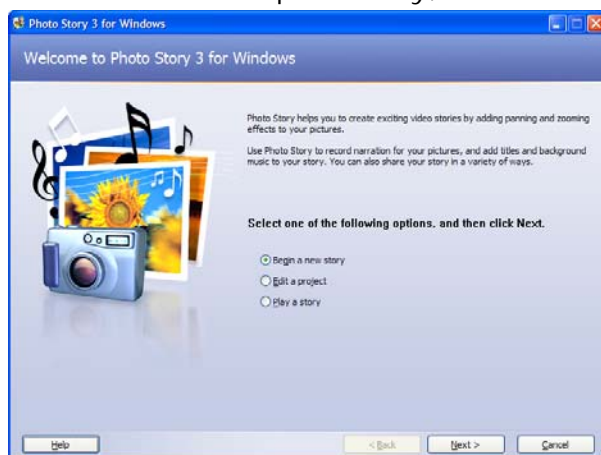 Photo Story 3 for Windows
Welcome to Photo Story 3 for Windows
Photo Story helps you to create exciting video stories by adding panning and zooming
effects to your pictures.
Use Photo Story to record narration for your pictures, and add titles and background
music to your story. You can also share your story in a variety of ways.
Select one of the following options, and then click Next.
Begin a new story
Edit a project
Play a story
Help
< Back
Next >
Cancel